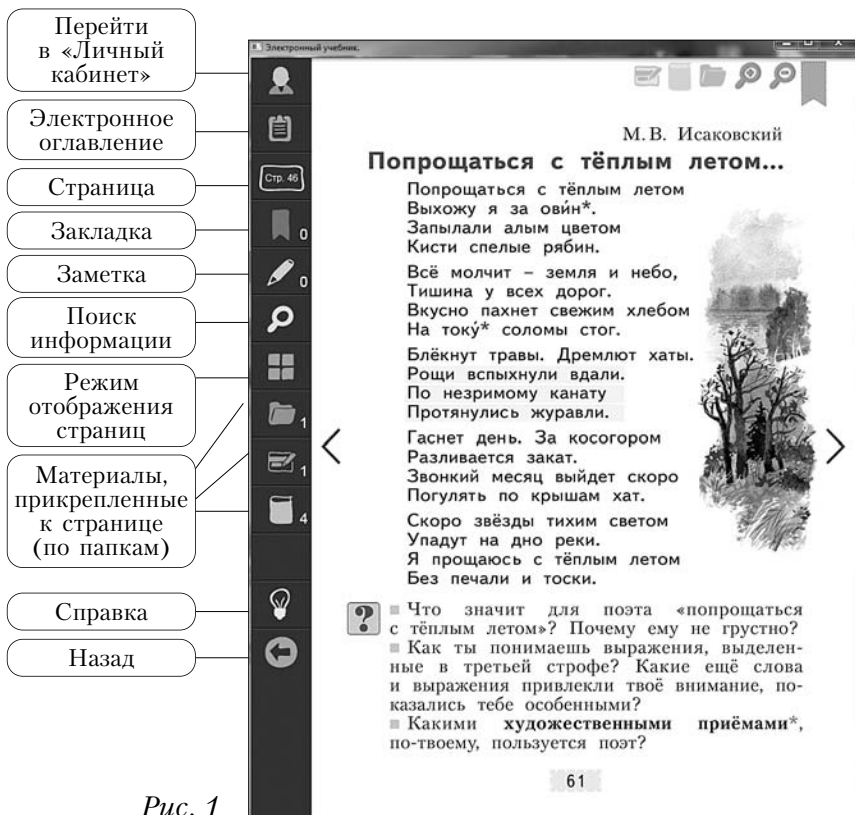 Перейти
в «Личный
кабинет»
Электронное
оглавление
Страница
Закладка
Заметка
Поиск
информации
Режим
отображения
страниц
Материалы,
прикрепленные
к странице
(по папкам)
Справка
Назад
Рис. 1
Электронный учебник.
Стр. 46
0
0
1
1
4
М. В. Исаковский
Попрощаться с тёплым летом...
Попрощаться с тёплым летом
Выхожу я за ови́н*.
Запылали алым цветом
Кисти спелые рябин.
Всё молчит – земля и небо,
Тишина у всех дорог.
Вкусно пахнет свежим хлебом
На току́* соломы стог.
Блёкнут травы. Дремлют хаты.
Рощи вспыхнули вдали.
По незримому канату
Протянулись журавли.
Гаснет день. За косогором
Разливается закат.
Звонкий месяц выйдет скоро
Погулять по крышам хат.
Скоро звёзды тихим светом
Упадут на дно реки.
Я прощаюсь с тёплым летом
Без печали и тоски.
? Что значит для поэта «попрощаться
с тёплым летом»? Почему ему не грустно?
Как ты понимаешь выражения, выделен-
ные в третьей строфе? Какие ещё слова
и выражения привлекли твоё внимание, по-
казались тебе особенными?
Какими художественными приёмами*,
по-твоему, пользуется поэт?
61